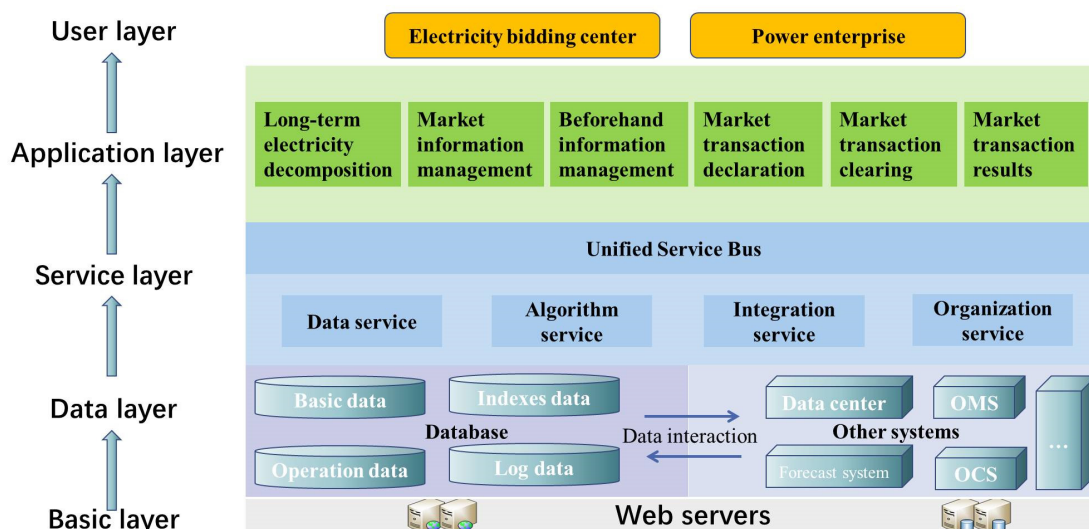 User layer
Electricity bidding center
Power enterprise
Application layer
Long-term
electricity
decomposition
Market
information
management
Beforehand
information
management
Market
transaction
declaration
Market
transaction
clearing
Market
transaction
results
Service layer
Unified Service Bus
Data service
Algorithm
service
Integration
service
Organization
service
Data layer
Basic data
Indexes data
Database
Operation data
Log data
Data interaction
Data center
OMS
Other systems
Forecast system
OCS
...
Basic layer
Web servers